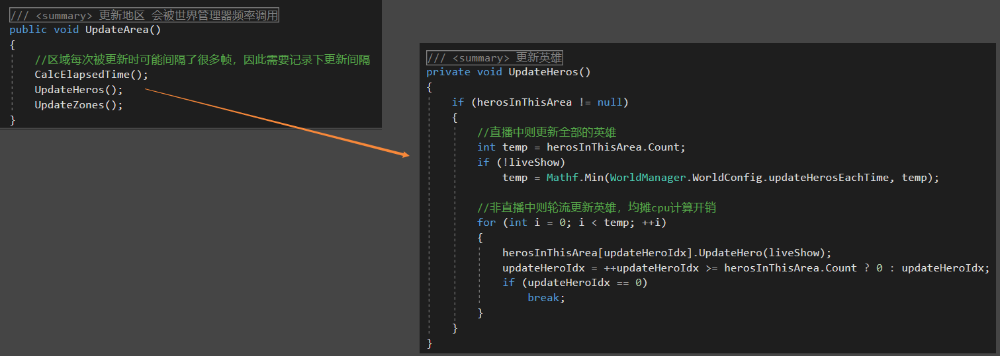 /// <summary> 更新地区 会被世界管理器频率调用
public void UpdateArea()
{
//区域每次被更新时可能间隔了很多帧，因此需要记录下更新间隔
CalcElapsedTime();
UpdateHeros();
UpdateZones();
}
/// <summary> 更新英雄
private void UpdateHeros()
{
if (herosInThisArea != null)
{
//直播中则更新全部的英雄
int temp = herosInThisArea.Count;
if (!liveShow)
temp = Mathf.Min(WorldManager.WorldConfig.updateHerosEachTime, temp);
//非直播中则轮流更新英雄，均摊cpu计算开销
for (int i = 0; i < temp; ++i)
{
herosInThisArea[updateHeroIdx].UpdateHero(liveShow);
updateHeroIdx = ++updateHeroIdx >= herosInThisArea.Count ? 0 : updateHeroIdx;
if (updateHeroIdx == 0)
break;
}
}
}